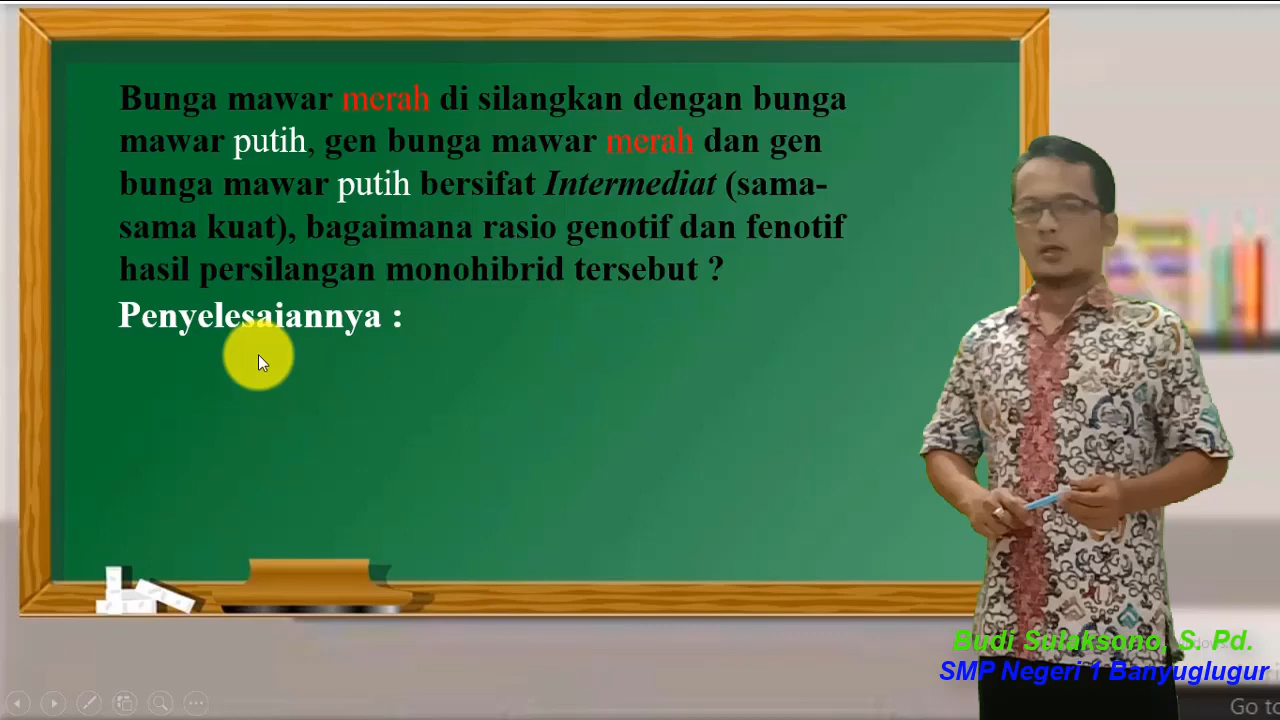 Bunga mawar merah di silangkan dengan bunga
mawar putih, gen bunga mawar merah dan gen
bunga mawar putih bersifat Intermediat (sama-
sama kuat), bagaimana rasio genotif dan fenotif
hasil persilangan monohibrid tersebut ?
Penyelesaiannya :
Budi Sulaksono, S. Pd.
SMP Negeri 1 Banyuglugur
Go to